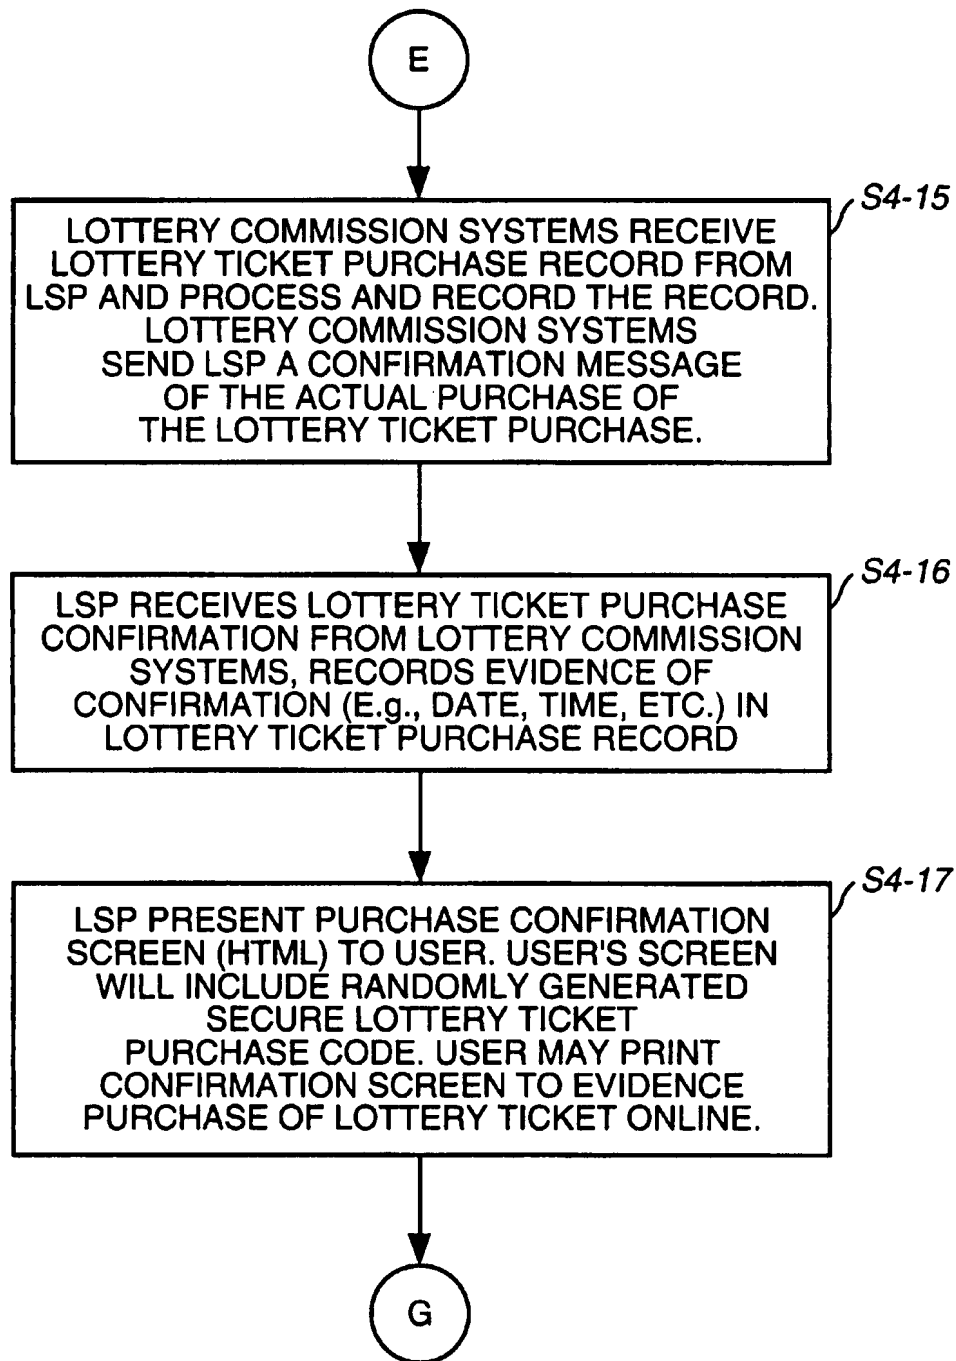 E
S4-15
LOTTERY COMMISSION SYSTEMS RECEIVE
LOTTERY TICKET PURCHASE RECORD FROM
LSP AND PROCESS AND RECORD THE RECORD.
LOTTERY COMMISSION SYSTEMS
SEND LSP A CONFIRMATION MESSAGE
OF THE ACTUAL PURCHASE OF
THE LOTTERY TICKET PURCHASE.
S4-16
LSP RECEIVES LOTTERY TICKET PURCHASE
CONFIRMATION FROM LOTTERY COMMISSION
SYSTEMS, RECORDS EVIDENCE OF
CONFIRMATION (E.g., DATE, TIME, ETC.) IN
LOTTERY TICKET PURCHASE RECORD
S4-17
LSP PRESENT PURCHASE CONFIRMATION
SCREEN (HTML) TO USER. USER'S SCREEN
WILL INCLUDE RANDOMLY GENERATED
SECURE LOTTERY TICKET
PURCHASE CODE. USER MAY PRINT
CONFIRMATION SCREEN TO EVIDENCE
PURCHASE OF LOTTERY TICKET ONLINE.
G